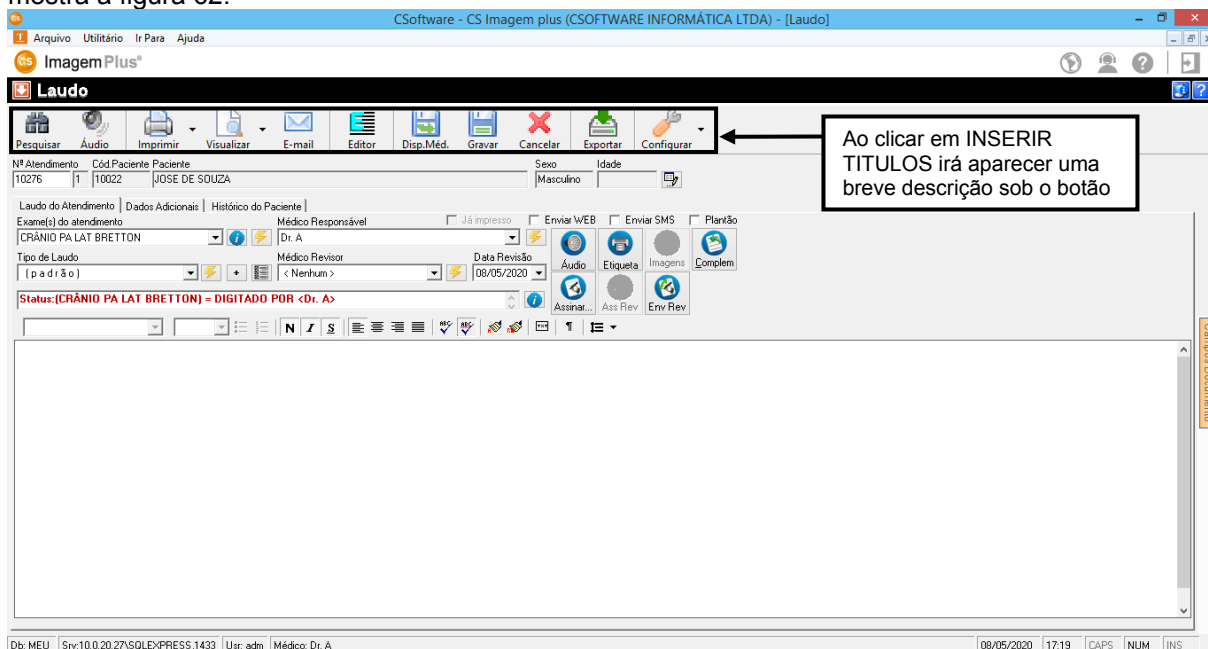 mostra a figura 62.
CSoftware - CS Imagem plus (CSOFTWARE INFORMÁTICA LTDA) - [Laudo]
Arquivo Utilitário Ir Para Ajuda
CS Imagem Plus®
Laudo
Pesquisar Áudio Imprimir Visualizar E-mail Editor Disp.Méd. Gravar Cancelar Exportar Configurar
Ao clicar em INSERIR
TITULOS irá aparecer uma
breve descrição sob o botão
Nº Atendimento Cód.Paciente Paciente Sexo Idade
10276 1 10022 JOSE DE SOUZA Masculino
Laudo do Atendimento Dados Adicionais Histórico do Paciente
Exame(s) do atendimento Médico Responsável Já impresso Enviar WEB Enviar SMS Plantão
CRÂNIO PA LAT BRETTON Dr. A
Áudio Etiqueta Imagens Complem
Tipo de Laudo Médico Revisor Data Revisão
(padrão) < Nenhum > 08/05/2020
Status:(CRÂNIO PA LAT BRETTON) = DIGITADO POR <Dr. A>
Assinar... Ass Rev Env Rev
N I S ABC ABC
Campos Documento
Db: MEU Srv:10.0.20.27\SQLEXPRESS,1433 Usr: adm Médico: Dr. A 08/05/2020 17:19 CAPS NUM INS